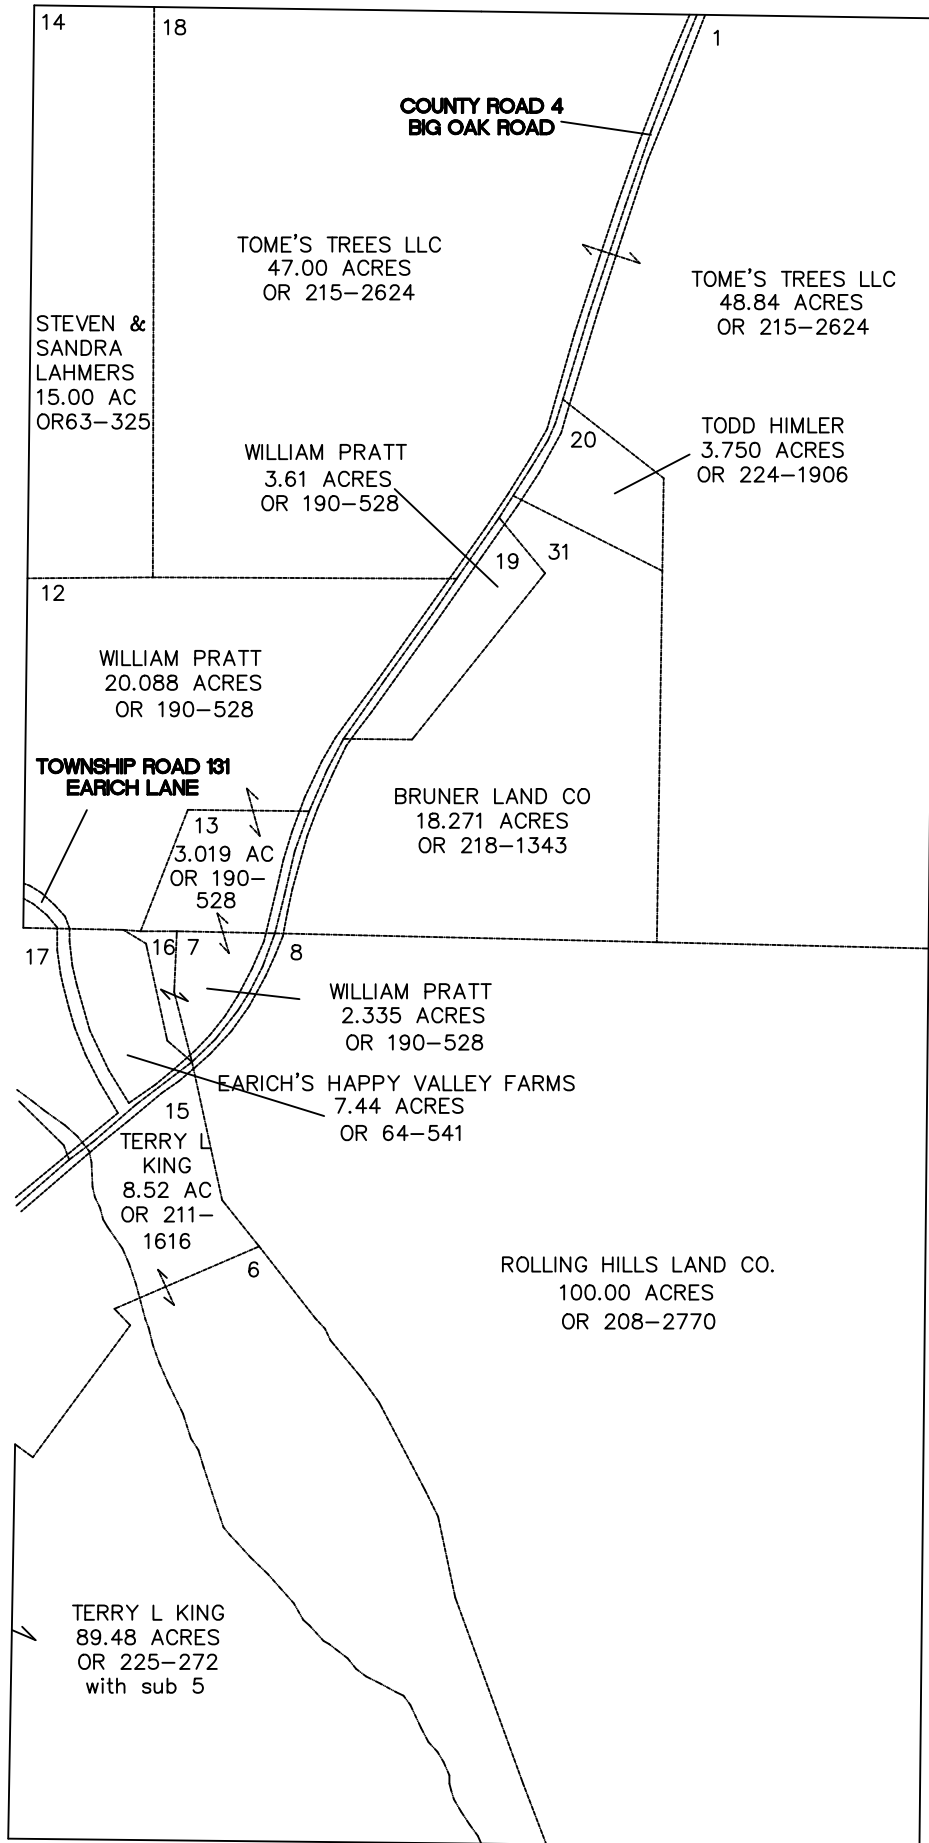 14
18
1
COUNTY ROAD 4
BIG OAK ROAD
TOME'S TREES LLC
47.00 ACRES
OR 215-2624
TOME'S TREES LLC
48.84 ACRES
OR 215-2624
STEVEN &
SANDRA
LAHMERS
15.00 AC
OR63-325
WILLIAM PRATT
3.61 ACRES
OR 190-528
20
TODD HIMLER
3.750 ACRES
OR 224-1906
19
31
12
WILLIAM PRATT
20.088 ACRES
OR 190-528
TOWNSHIP ROAD 131
EARICH LANE
BRUNER LAND CO
18.271 ACRES
OR 218-1343
13
3.019 AC
OR 190-
528
17
16
7
8
WILLIAM PRATT
2.335 ACRES
OR 190-528
EARICH'S HAPPY VALLEY FARMS
7.44 ACRES
OR 64-541
15
TERRY L
KING
8.52 AC
OR 211-
1616
6
ROLLING HILLS LAND CO.
100.00 ACRES
OR 208-2770
TERRY L KING
89.48 ACRES
OR 225-272
with sub 5